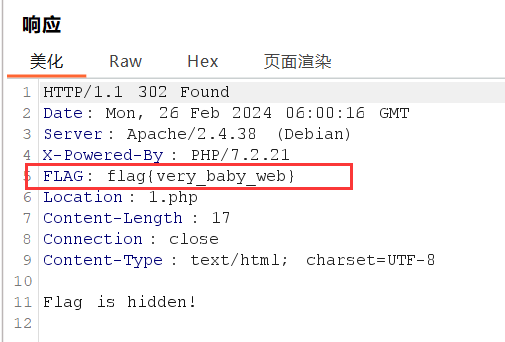 响应
美化 Raw Hex 页面渲染
1 HTTP/1.1 302 Found
2 Date: Mon, 26 Feb 2024 06:00:16 GMT
3 Server: Apache/2.4.38 (Debian)
4 X-Powered-By: PHP/7.2.21
5 FLAG: flag{very_baby_web}
6 Location: 1.php
7 Content-Length: 17
8 Connection: close
9 Content-Type: text/html; charset=UTF-8
10
11 Flag is hidden!
12